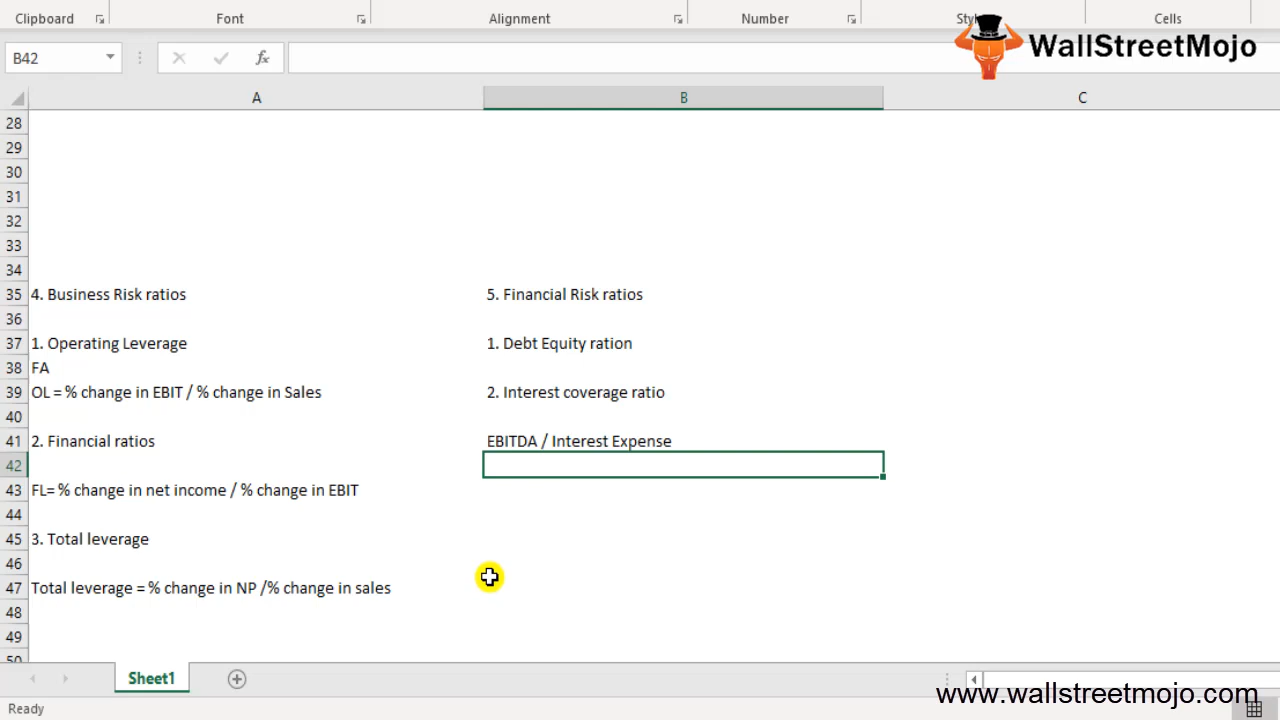 Clipboard Font Alignment Number Cells
WallStreetMojo
B42 fx
A B C
28
29
30
31
32
33
34
35 4. Business Risk ratios 5. Financial Risk ratios
36
37 1. Operating Leverage 1. Debt Equity ration
38 FA
39 OL = % change in EBIT / % change in Sales 2. Interest coverage ratio
40
41 2. Financial ratios EBITDA / Interest Expense
42
43 FL= % change in net income / % change in EBIT
44
45 3. Total leverage
46
47 Total leverage = % change in NP /% change in sales
48
49
50
Sheet1
www.wallstreetmojo.com
Ready